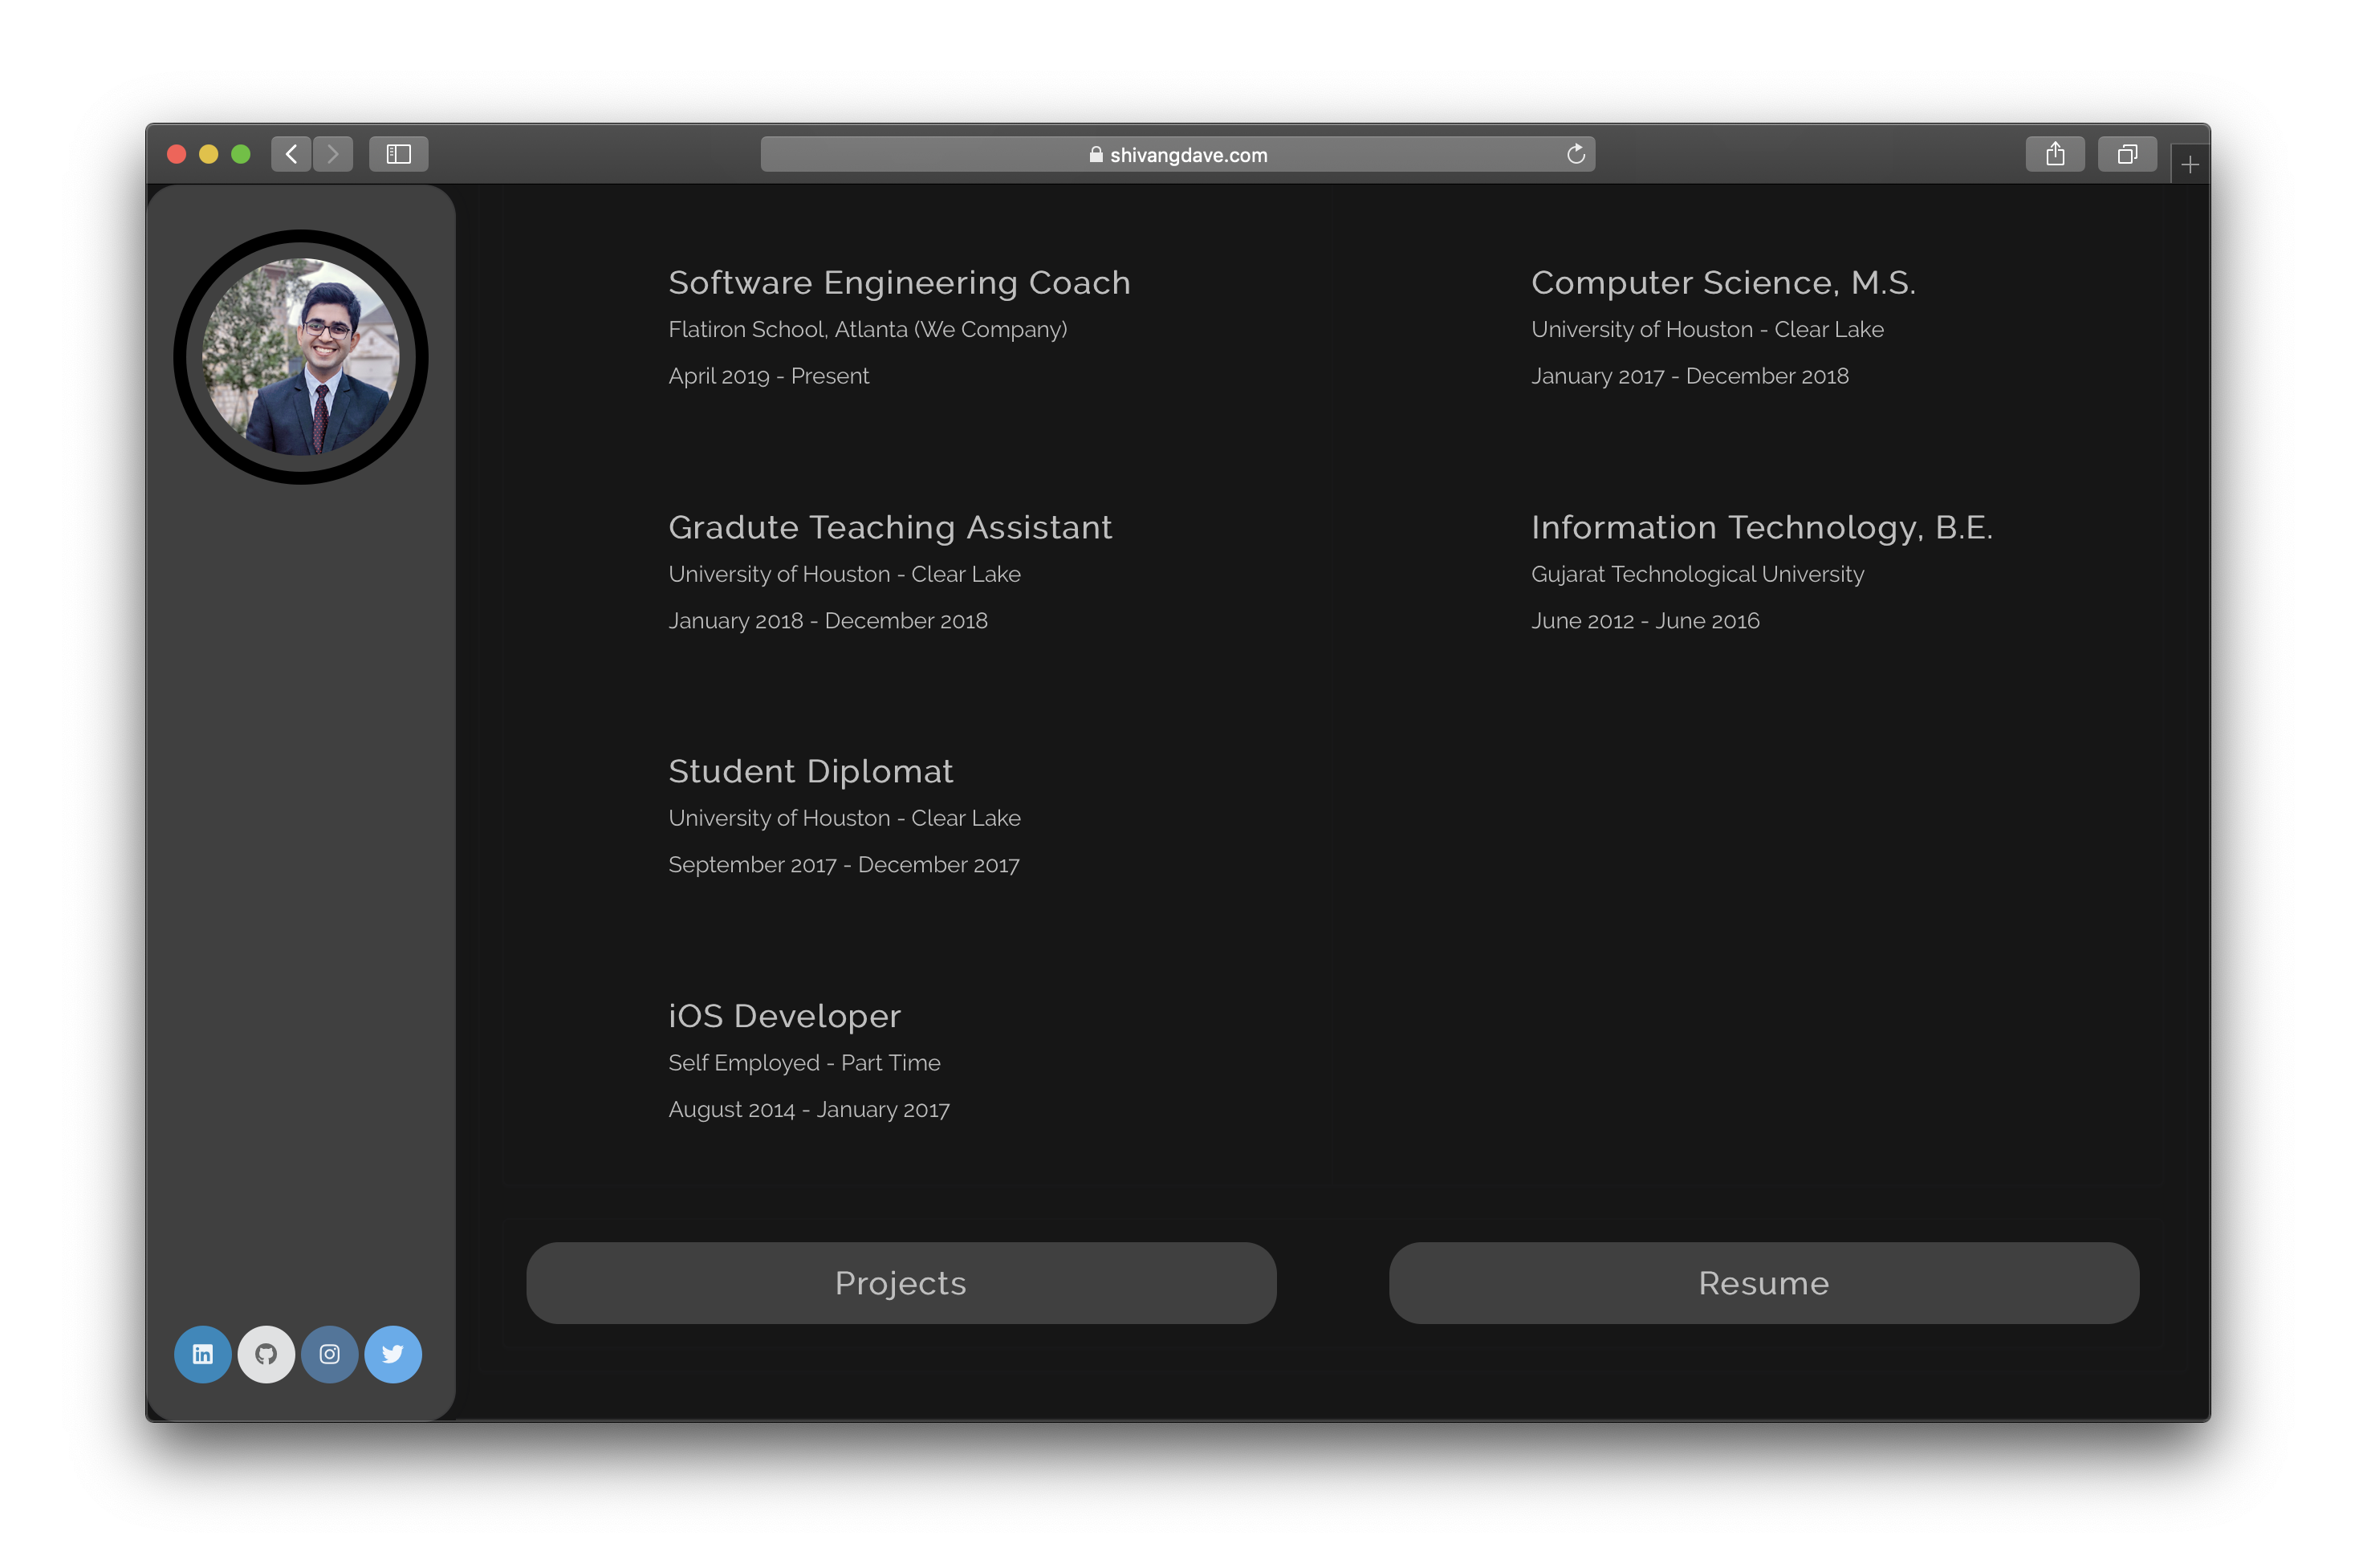 shivangdave.com
Software Engineering Coach
Flatiron School, Atlanta (We Company)
April 2019 - Present
Gradute Teaching Assistant
University of Houston - Clear Lake
January 2018 - December 2018
Student Diplomat
University of Houston - Clear Lake
September 2017 - December 2017
iOS Developer
Self Employed - Part Time
August 2014 - January 2017
Computer Science, M.S.
University of Houston - Clear Lake
January 2017 - December 2018
Information Technology, B.E.
Gujarat Technological University
June 2012 - June 2016
Projects
Resume
in